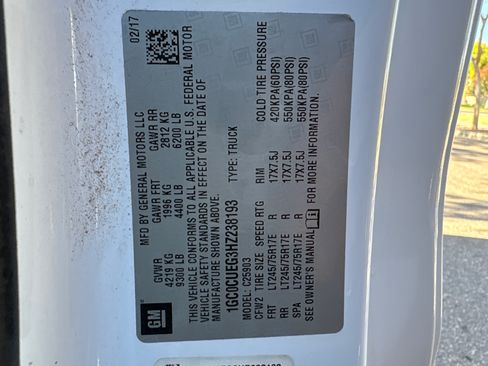 GM
MFD BY GENERAL MOTORS LLC 02/17
GVWR GAWR FRT GAWR RR
4219 KG 1996 KG 2812 KG
9300 LB 4400 LB 6200 LB
THIS VEHICLE CONFORMS TO ALL APPLICABLE U.S. FEDERAL MOTOR
VEHICLE SAFETY STANDARDS IN EFFECT ON THE DATE OF
MANUFACTURE SHOWN ABOVE.
1GC0CUEG3HZ238193
TYPE: TRUCK
MODEL: C25903
CFW2 TIRE SIZE SPEED RTG RIM COLD TIRE PRESSURE
FRT LT245/75R17E R 17X7.5J 420KPA(60PSI)
RR LT245/75R17E R 17X7.5J 550KPA(80PSI)
SPA LT245/75R17E R 17X7.5J 550KPA(80PSI)
SEE OWNER'S MANUAL FOR MORE INFORMATION.